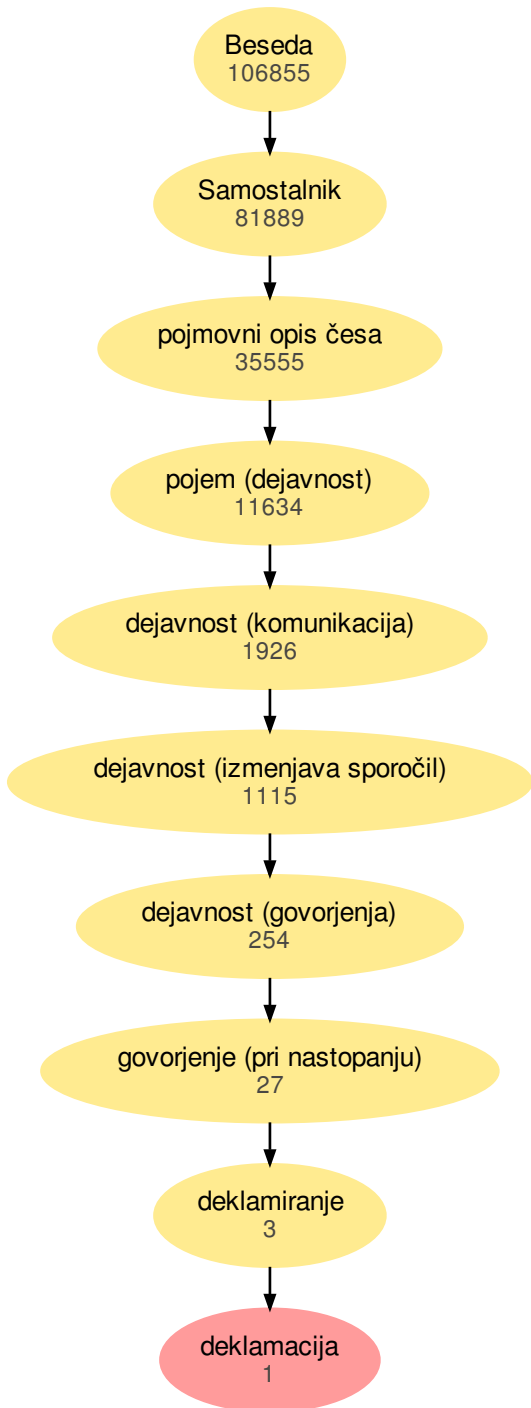 Beseda
106855
Samostalnik
81889
pojmovni opis česa
35555
pojem (dejavnost)
11634
dejavnost (komunikacija)
1926
dejavnost (izmenjava sporočil)
1115
dejavnost (govorjenja)
254
govorjenje (pri nastopanju)
27
deklamiranje
3
deklamacija
1